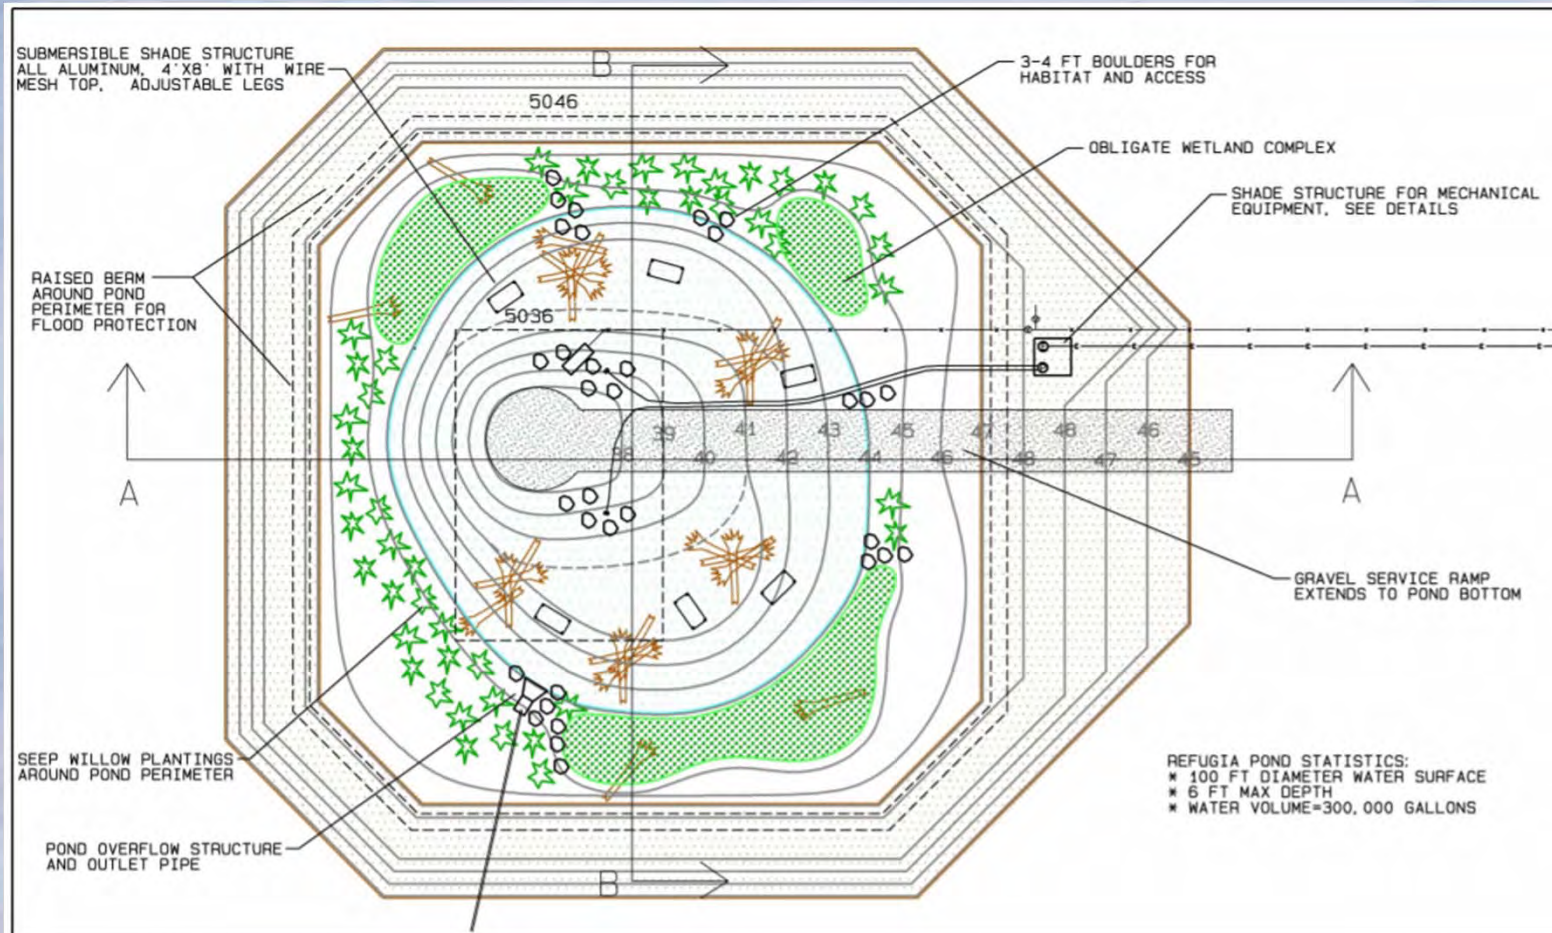 SUBMERSIBLE SHADE STRUCTURE
ALL ALUMINUM, 4'X8' WITH WIRE
MESH TOP, ADJUSTABLE LEGS
B
3-4 FT BOULDERS FOR
HABITAT AND ACCESS
5046
OBLIGATE WETLAND COMPLEX
SHADE STRUCTURE FOR MECHANICAL
EQUIPMENT, SEE DETAILS
RAISED BERM
AROUND POND
PERIMETER FOR
FLOOD PROTECTION
5036
39 41 43 45 47 48 46
38 40 42 44 46 48 47 45
A
A
GRAVEL SERVICE RAMP
EXTENDS TO POND BOTTOM
SEEP WILLOW PLANTINGS
AROUND POND PERIMETER
REFUGIA POND STATISTICS:
* 100 FT DIAMETER WATER SURFACE
* 6 FT MAX DEPTH
* WATER VOLUME=300,000 GALLONS
POND OVERFLOW STRUCTURE
AND OUTLET PIPE
B